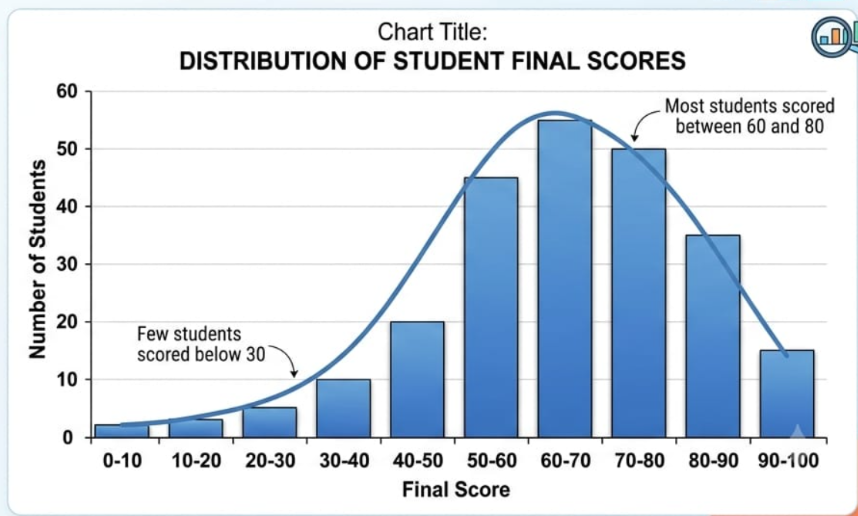 Chart Title:
DISTRIBUTION OF STUDENT FINAL SCORES
60
50
40
30
20
10
0
Number of Students
Most students scored
between 60 and 80
Few students
scored below 30
0-10 10-20 20-30 30-40 40-50 50-60 60-70 70-80 80-90 90-100
Final Score